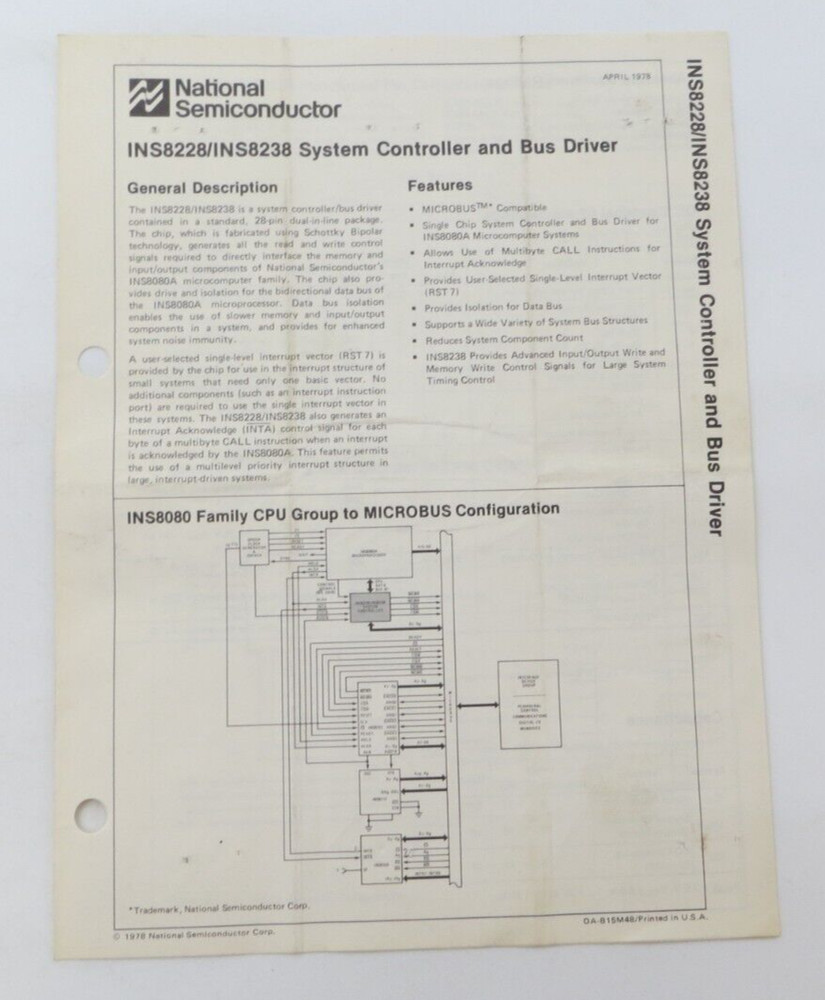 APRIL 1978
National
Semiconductor
INS8228/INS8238 System Controller and Bus Driver
General Description
The INS8228/INS8238 is a system controller/bus driver
contained in a standard, 28-pin dual-in-line package.
The chip, which is fabricated using Schottky Bipolar
technology, generates all the read and write control
signals required to directly interface the memory and
input/output components of National Semiconductor's
INS8080A microcomputer family. The chip also pro-
vides drive and isolation for the bidirectional data bus of
the INS8080A microprocessor. Data bus isolation
enables the use of slower memory and input/output
components in a system, and provides for enhanced
system noise immunity.
A user-selected single-level interrupt vector (RST 7) is
provided by the chip for use in the interrupt structure of
small systems that need only one basic vector. No
additional components (such as an interrupt instruction
port) are required to use the single interrupt vector in
these systems. The INS8228/INS8238 also generates an
Interrupt Acknowledge (INTA) control signal for each
byte of a multibyte CALL instruction when an interrupt
is acknowledged by the INS8080A. This feature permits
the use of a multilevel priority interrupt structure in
large, interrupt-driven systems.
Features
• MICROBUS™* Compatible
• Single Chip System Controller and Bus Driver for
INS8080A Microcomputer Systems
• Allows Use of Multibyte CALL Instructions for
Interrupt Acknowledge
• Provides User-Selected Single-Level Interrupt Vector
(RST 7)
• Provides Isolation for Data Bus
• Supports a Wide Variety of System Bus Structures
• Reduces System Component Count
• INS8238 Provides Advanced Input/Output Write and
Memory Write Control Signals for Large System
Timing Control
INS8228/INS8238 System Controller and Bus Driver
INS8080 Family CPU Group to MICROBUS Configuration
*Trademark, National Semiconductor Corp.
© 1978 National Semiconductor Corp.
DA-B15M48/Printed in U.S.A.